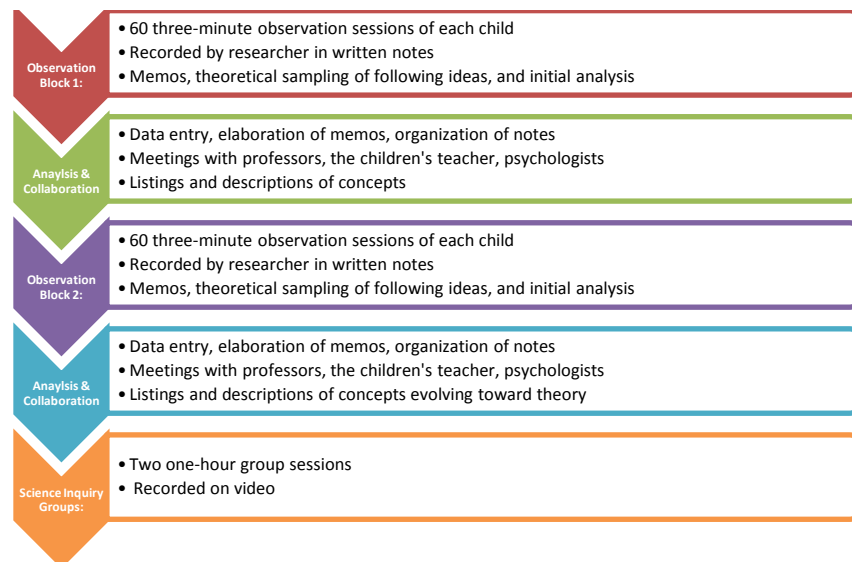 Observation
Block 1:
• 60 three-minute observation sessions of each child
• Recorded by researcher in written notes
• Memos, theoretical sampling of following ideas, and initial analysis
Anaylsis &
Collaboration
• Data entry, elaboration of memos, organization of notes
• Meetings with professors, the children's teacher, psychologists
• Listings and descriptions of concepts
Observation
Block 2:
• 60 three-minute observation sessions of each child
• Recorded by researcher in written notes
• Memos, theoretical sampling of following ideas, and initial analysis
Anaylsis &
Collaboration
• Data entry, elaboration of memos, organization of notes
• Meetings with professors, the children's teacher, psychologists
• Listings and descriptions of concepts evolving toward theory
Science Inquiry
Groups:
• Two one-hour group sessions
• Recorded on video